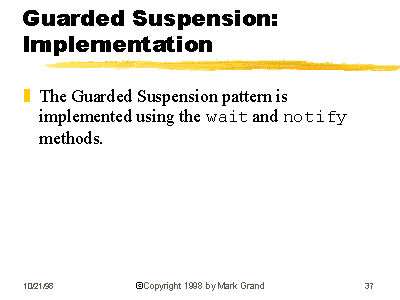 Guarded Suspension:
Implementation
The Guarded Suspension pattern is
implemented using the wait and notify
methods.
10/21/98
©Copyright 1998 by Mark Grand
37